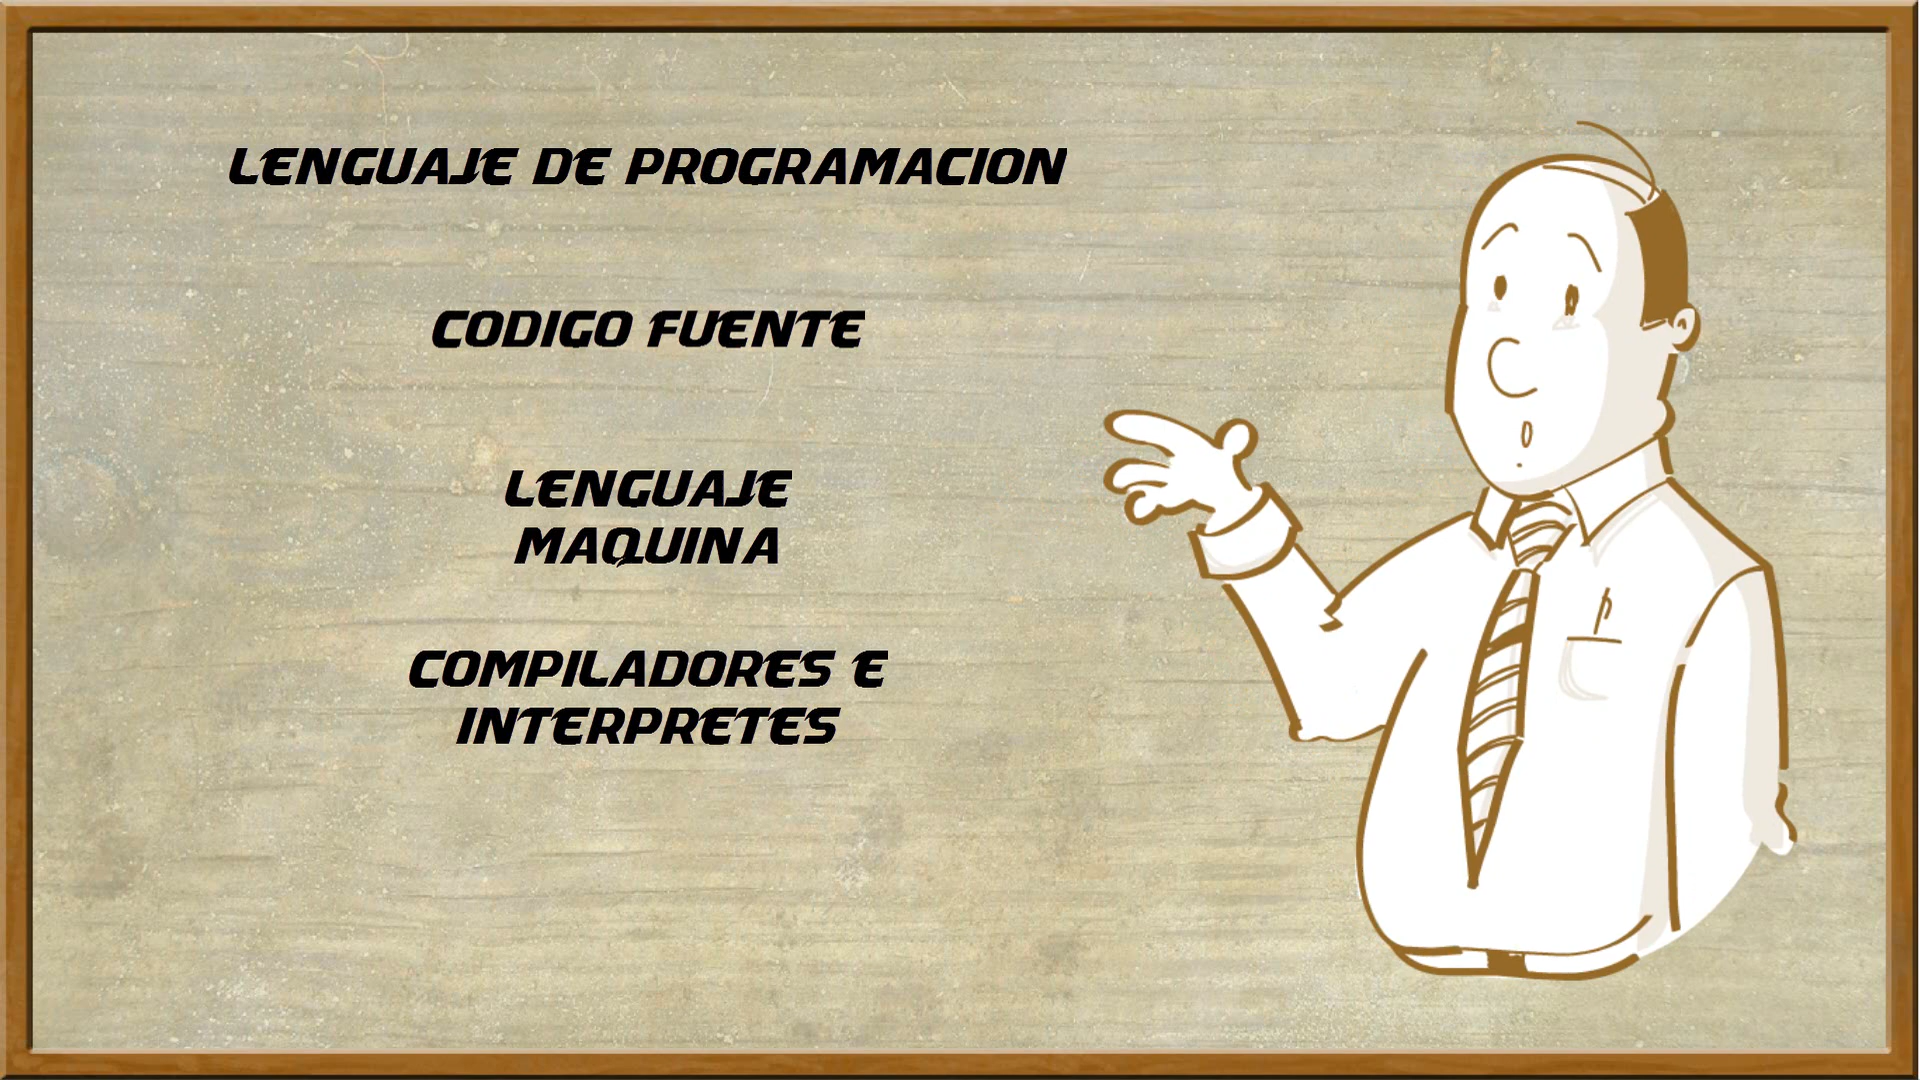 LENGUAJE DE PROGRAMACION
CODIGO FUENTE
LENGUAJE
MAQUINA
COMPILADORES E
INTERPRETES